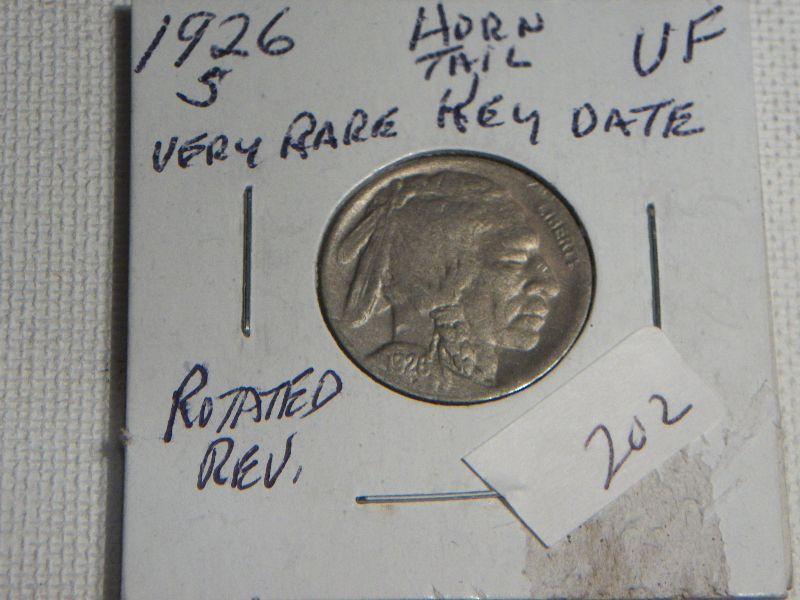 1926 HORN UF
S TAIL
VERY RARE KEY DATE
LIBERTY
1926
ROTATED
REV.
202